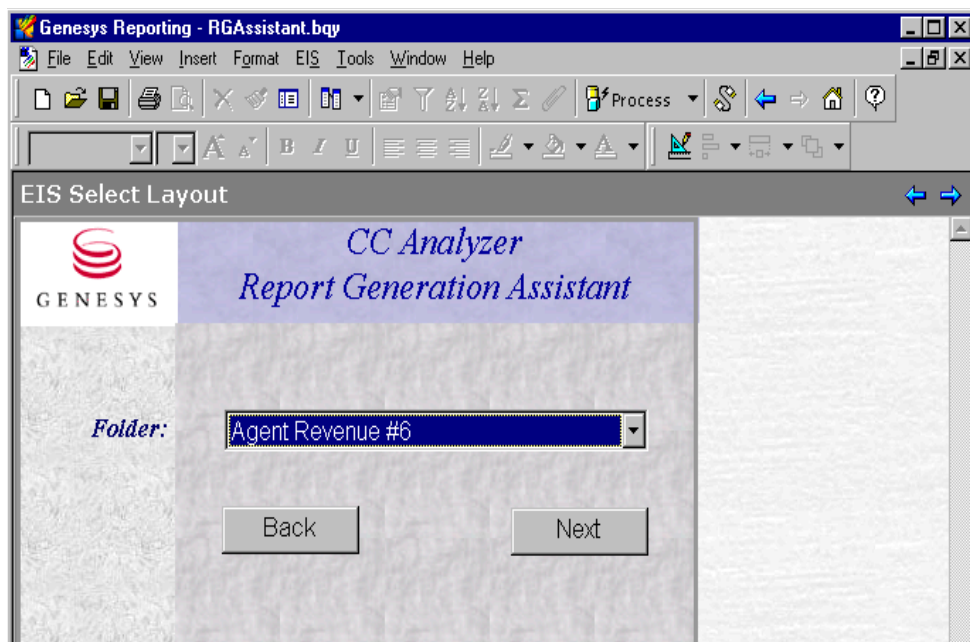 Genesys Reporting - RGAssistant.bqy
File Edit View Insert Format EIS Tools Window Help
Process
B I U
EIS Select Layout
GENESYS
CC Analyzer
Report Generation Assistant
Folder:
Agent Revenue #6
Back
Next